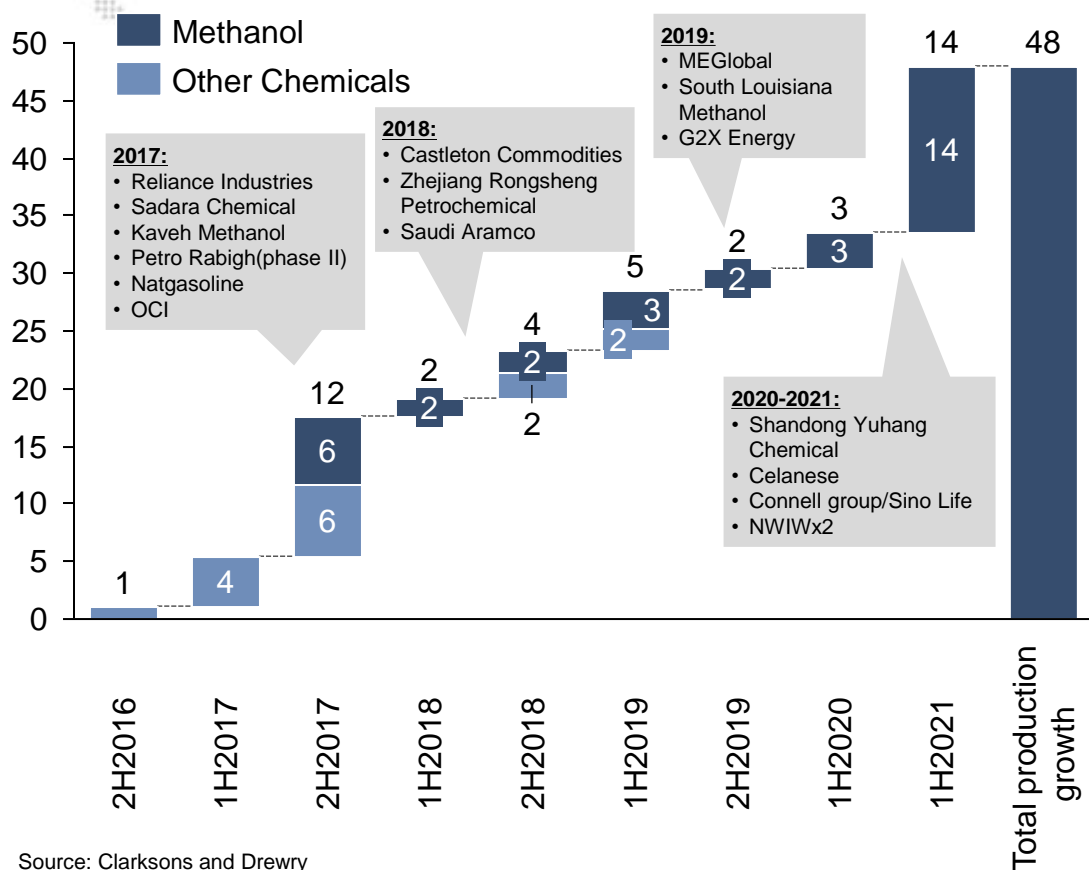 Methanol
Other Chemicals
50
45
40
35
30
25
20
15
10
5
0
2017:
• Reliance Industries
• Sadara Chemical
• Kaveh Methanol
• Petro Rabigh(phase II)
• Natgasoline
• OCI
2018:
• Castleton Commodities
• Zhejiang Rongsheng
Petrochemical
• Saudi Aramco
2019:
• MEGlobal
• South Louisiana
Methanol
• G2X Energy
2020-2021:
• Shandong Yuhang
Chemical
• Celanese
• Connell group/Sino Life
• NWIWx2
1
4
12
6
6
2
2
4
2
2
5
3
2
2
2
3
3
14
14
48
2H2016
1H2017
2H2017
1H2018
2H2018
1H2019
2H2019
1H2020
1H2021
Total production
growth
Source: Clarksons and Drewry